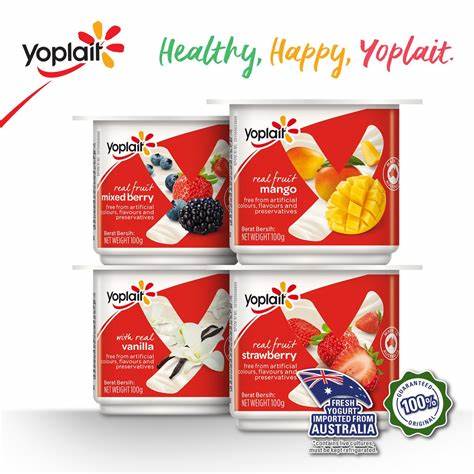 yoplait
Healthy, Happy, Yoplait.
yoplait
real fruit
mixed berry
free from artificial
colours, flavours and
preservatives
Berat Bersih:
NET WEIGHT 100g
yoplait
real fruit
mango
free from artificial
colours, flavours and
preservatives
Berat Bersih:
NET WEIGHT 100g
yoplait
with real
vanilla
free from artificial
colours, flavours and
preservatives
Berat Bersih:
NET WEIGHT 100g
yoplait
real fruit
strawberry
free from artificial
colours, flavours and
preservatives
Berat Bersih:
NET WEIGHT 100g
FRESH
YOGURT
IMPORTED FROM
AUSTRALIA
*contains live cultures,
must be kept refrigerated.
GUARANTEED
100%
ORIGINAL